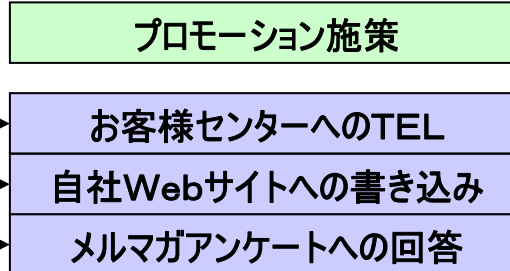 プロモーション施策
お客様センターへのTEL
自社Webサイトへの書き込み
メルマガアンケートへの回答